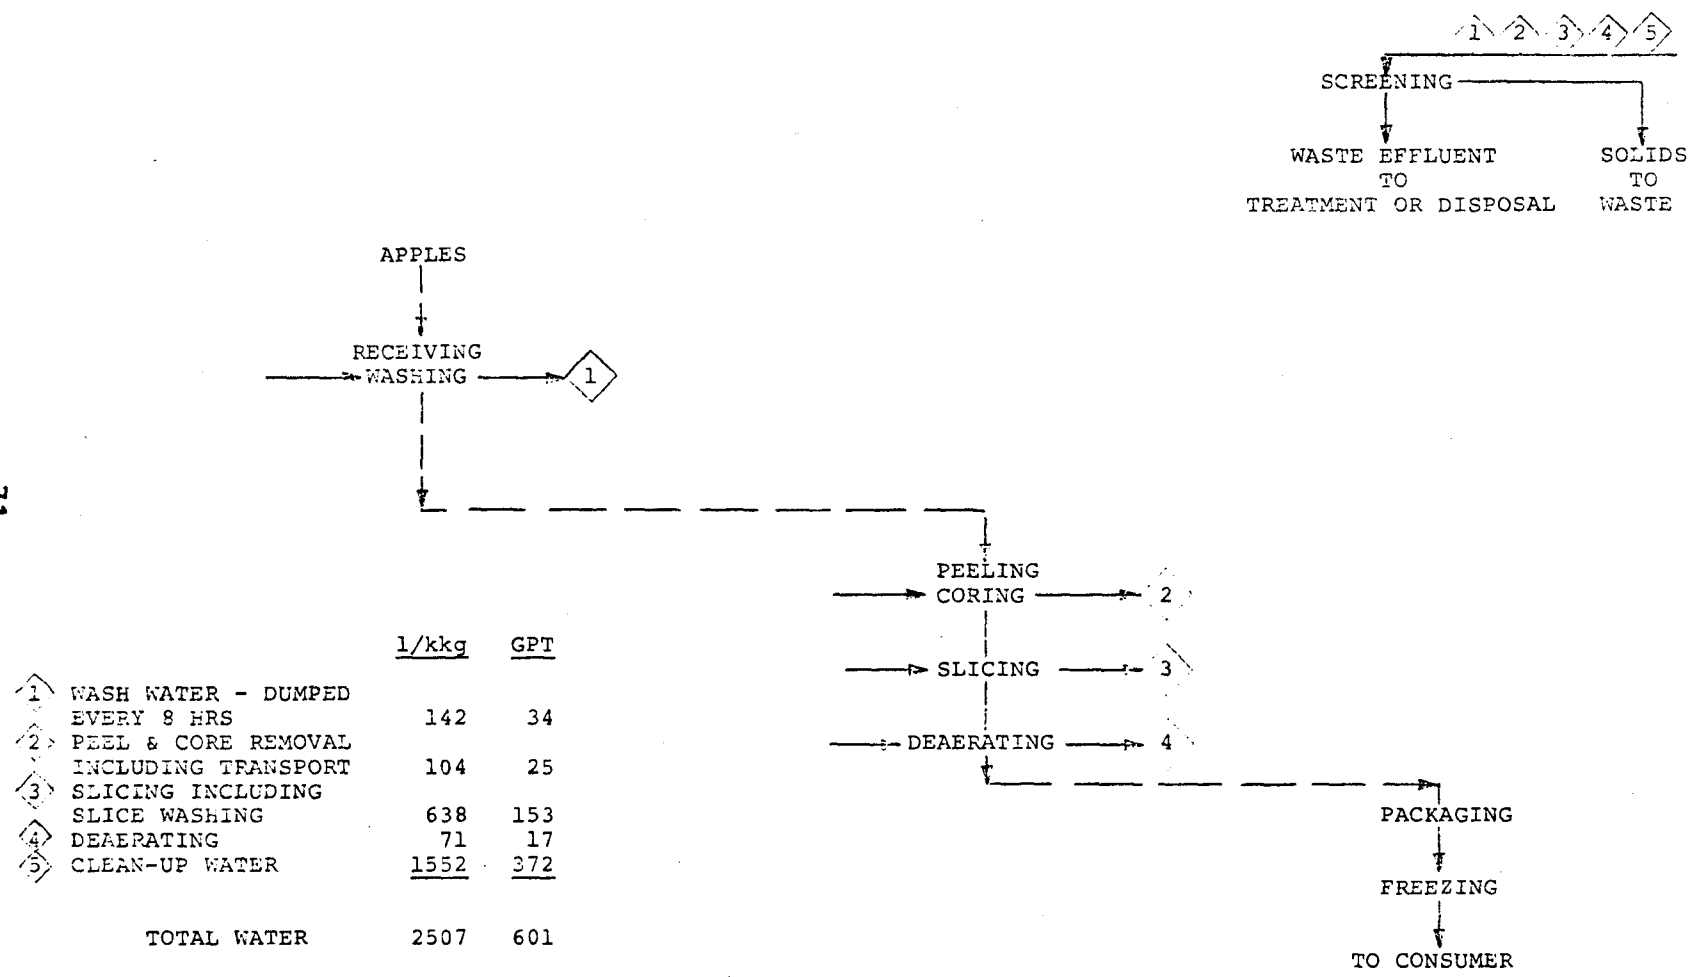 1 2 3 4 5
SCREENING
WASTE EFFLUENT
TO
TREATMENT OR DISPOSAL
SOLIDS
TO
WASTE
APPLES
RECEIVING
WASHING 1
PEELING
CORING 2
SLICING 3
DEAERATING 4
PACKAGING
FREEZING
TO CONSUMER
l/kkg GPT
1 WASH WATER - DUMPED
EVERY 8 HRS 142 34
2 PEEL & CORE REMOVAL
INCLUDING TRANSPORT 104 25
3 SLICING INCLUDING
SLICE WASHING 638 153
4 DEAERATING 71 17
5 CLEAN-UP WATER 1552 372
TOTAL WATER 2507 601